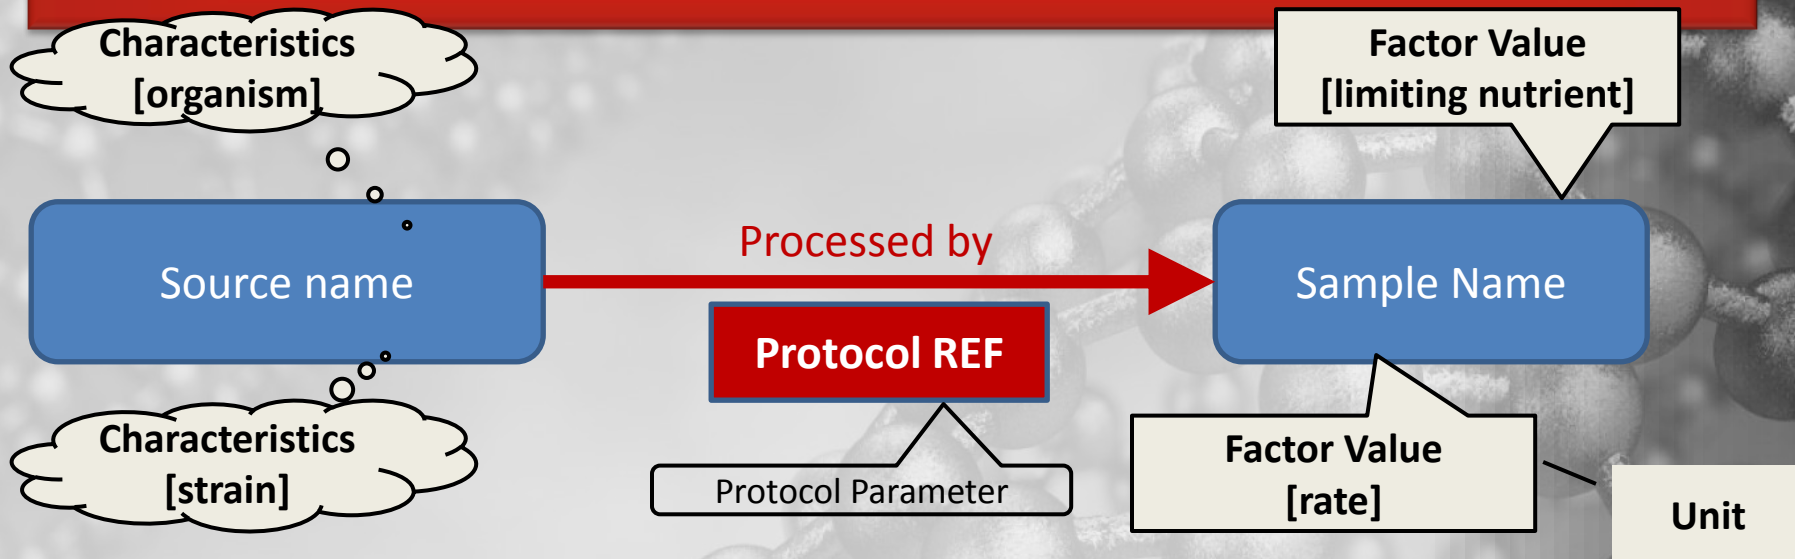 Characteristics
[organism]
Factor Value
[limiting nutrient]
Processed by
Source name
Sample Name
Protocol REF
Characteristics
[strain]
Protocol Parameter
Factor Value
[rate]
Unit